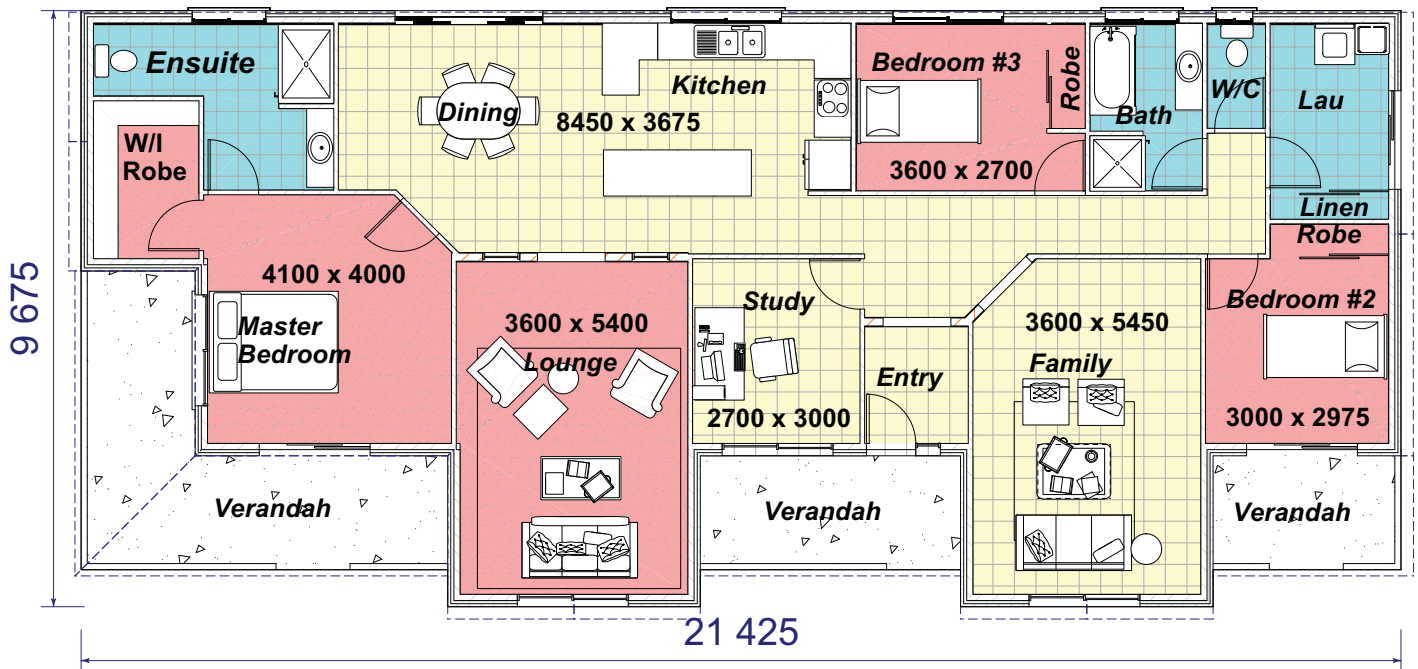 Ensuite
Dining
Kitchen
8450 x 3675
Bedroom #3
Robe
3600 x 2700
Bath
W/C
Lau
W/I
Robe
Linen
Robe
4100 x 4000
Master
Bedroom
3600 x 5400
Lounge
Study
2700 x 3000
Entry
3600 x 5450
Family
Bedroom #2
3000 x 2975
Verandah
Verandah
Verandah
9 675
21 425